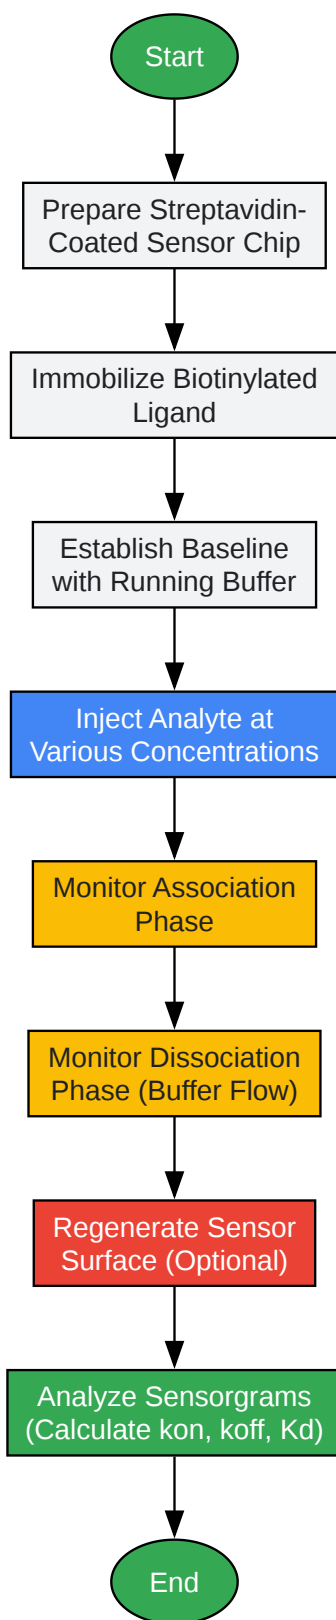 Start
Prepare Streptavidin-
Coated Sensor Chip
Immobilize Biotinylated
Ligand
Establish Baseline
with Running Buffer
Inject Analyte at
Various Concentrations
Monitor Association
Phase
Monitor Dissociation
Phase (Buffer Flow)
Regenerate Sensor
Surface (Optional)
Analyze Sensorgrams
(Calculate kon, koff, Kd)
End